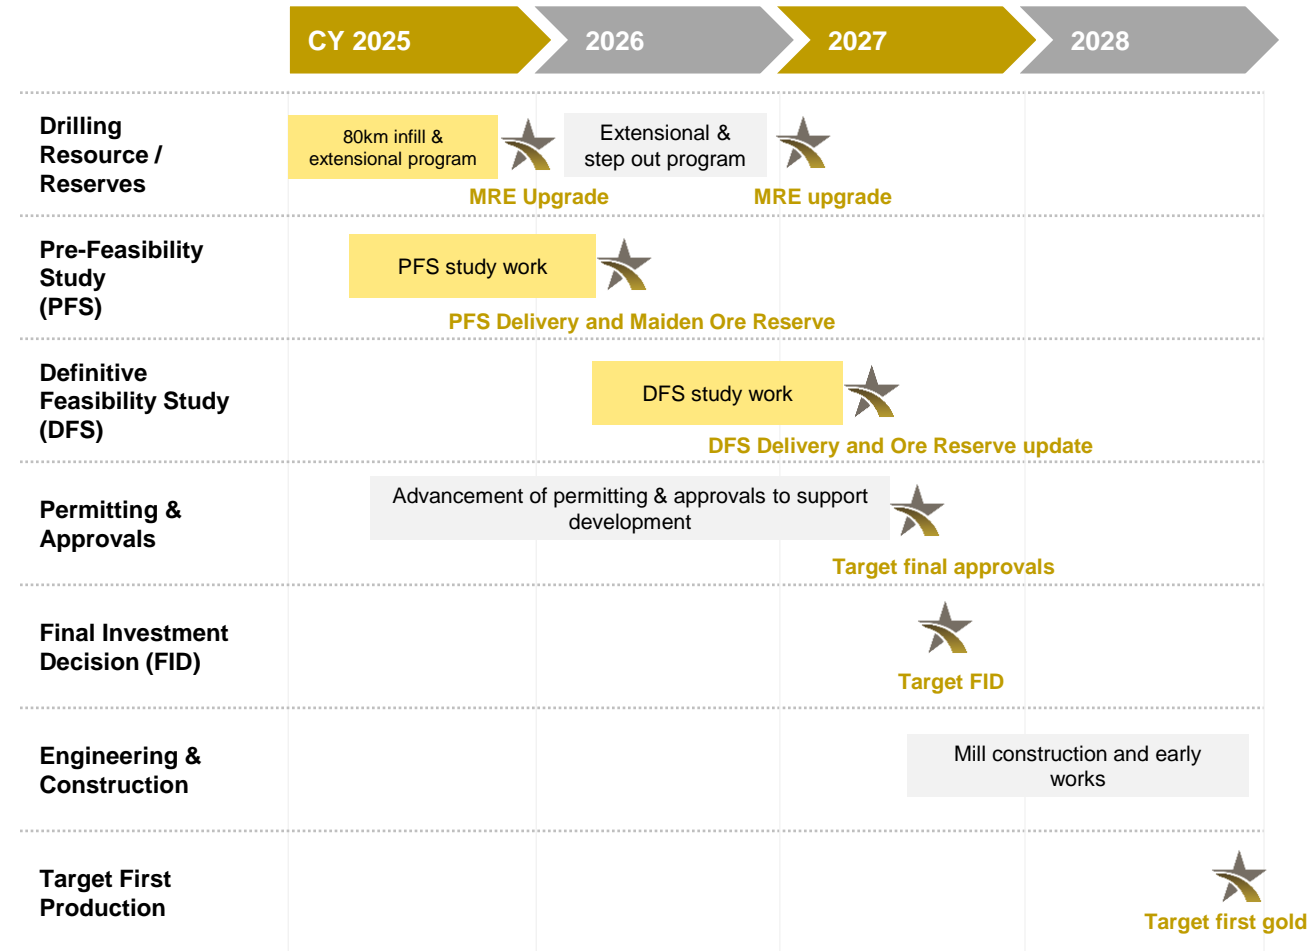 CY 2025
2026
2027
2028
Drilling
Resource /
Reserves
80km infill &
extensional program
MRE Upgrade
Extensional &
step out program
MRE upgrade
Pre-Feasibility
Study
(PFS)
PFS study work
PFS Delivery and Maiden Ore Reserve
Definitive
Feasibility Study
(DFS)
DFS study work
DFS Delivery and Ore Reserve update
Permitting &
Approvals
Advancement of permitting & approvals to support
development
Target final approvals
Final Investment
Decision (FID)
Target FID
Engineering &
Construction
Mill construction and early
works
Target First
Production
Target first gold